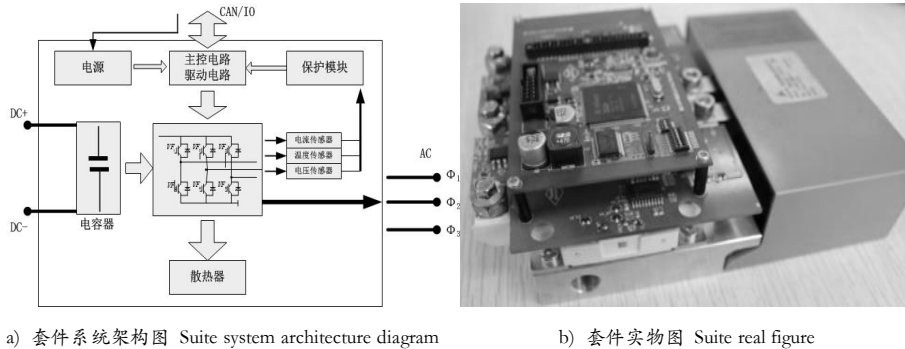 CAN/IO
电源
主控电路
驱动电路
保护模块
DC+
电流传感器
温度传感器
电压传感器
AC
Φ1
Φ2
Φ3
DC-
电容器
散热器
a) 套件系统架构图 Suite system architecture diagram
b) 套件实物图 Suite real figure